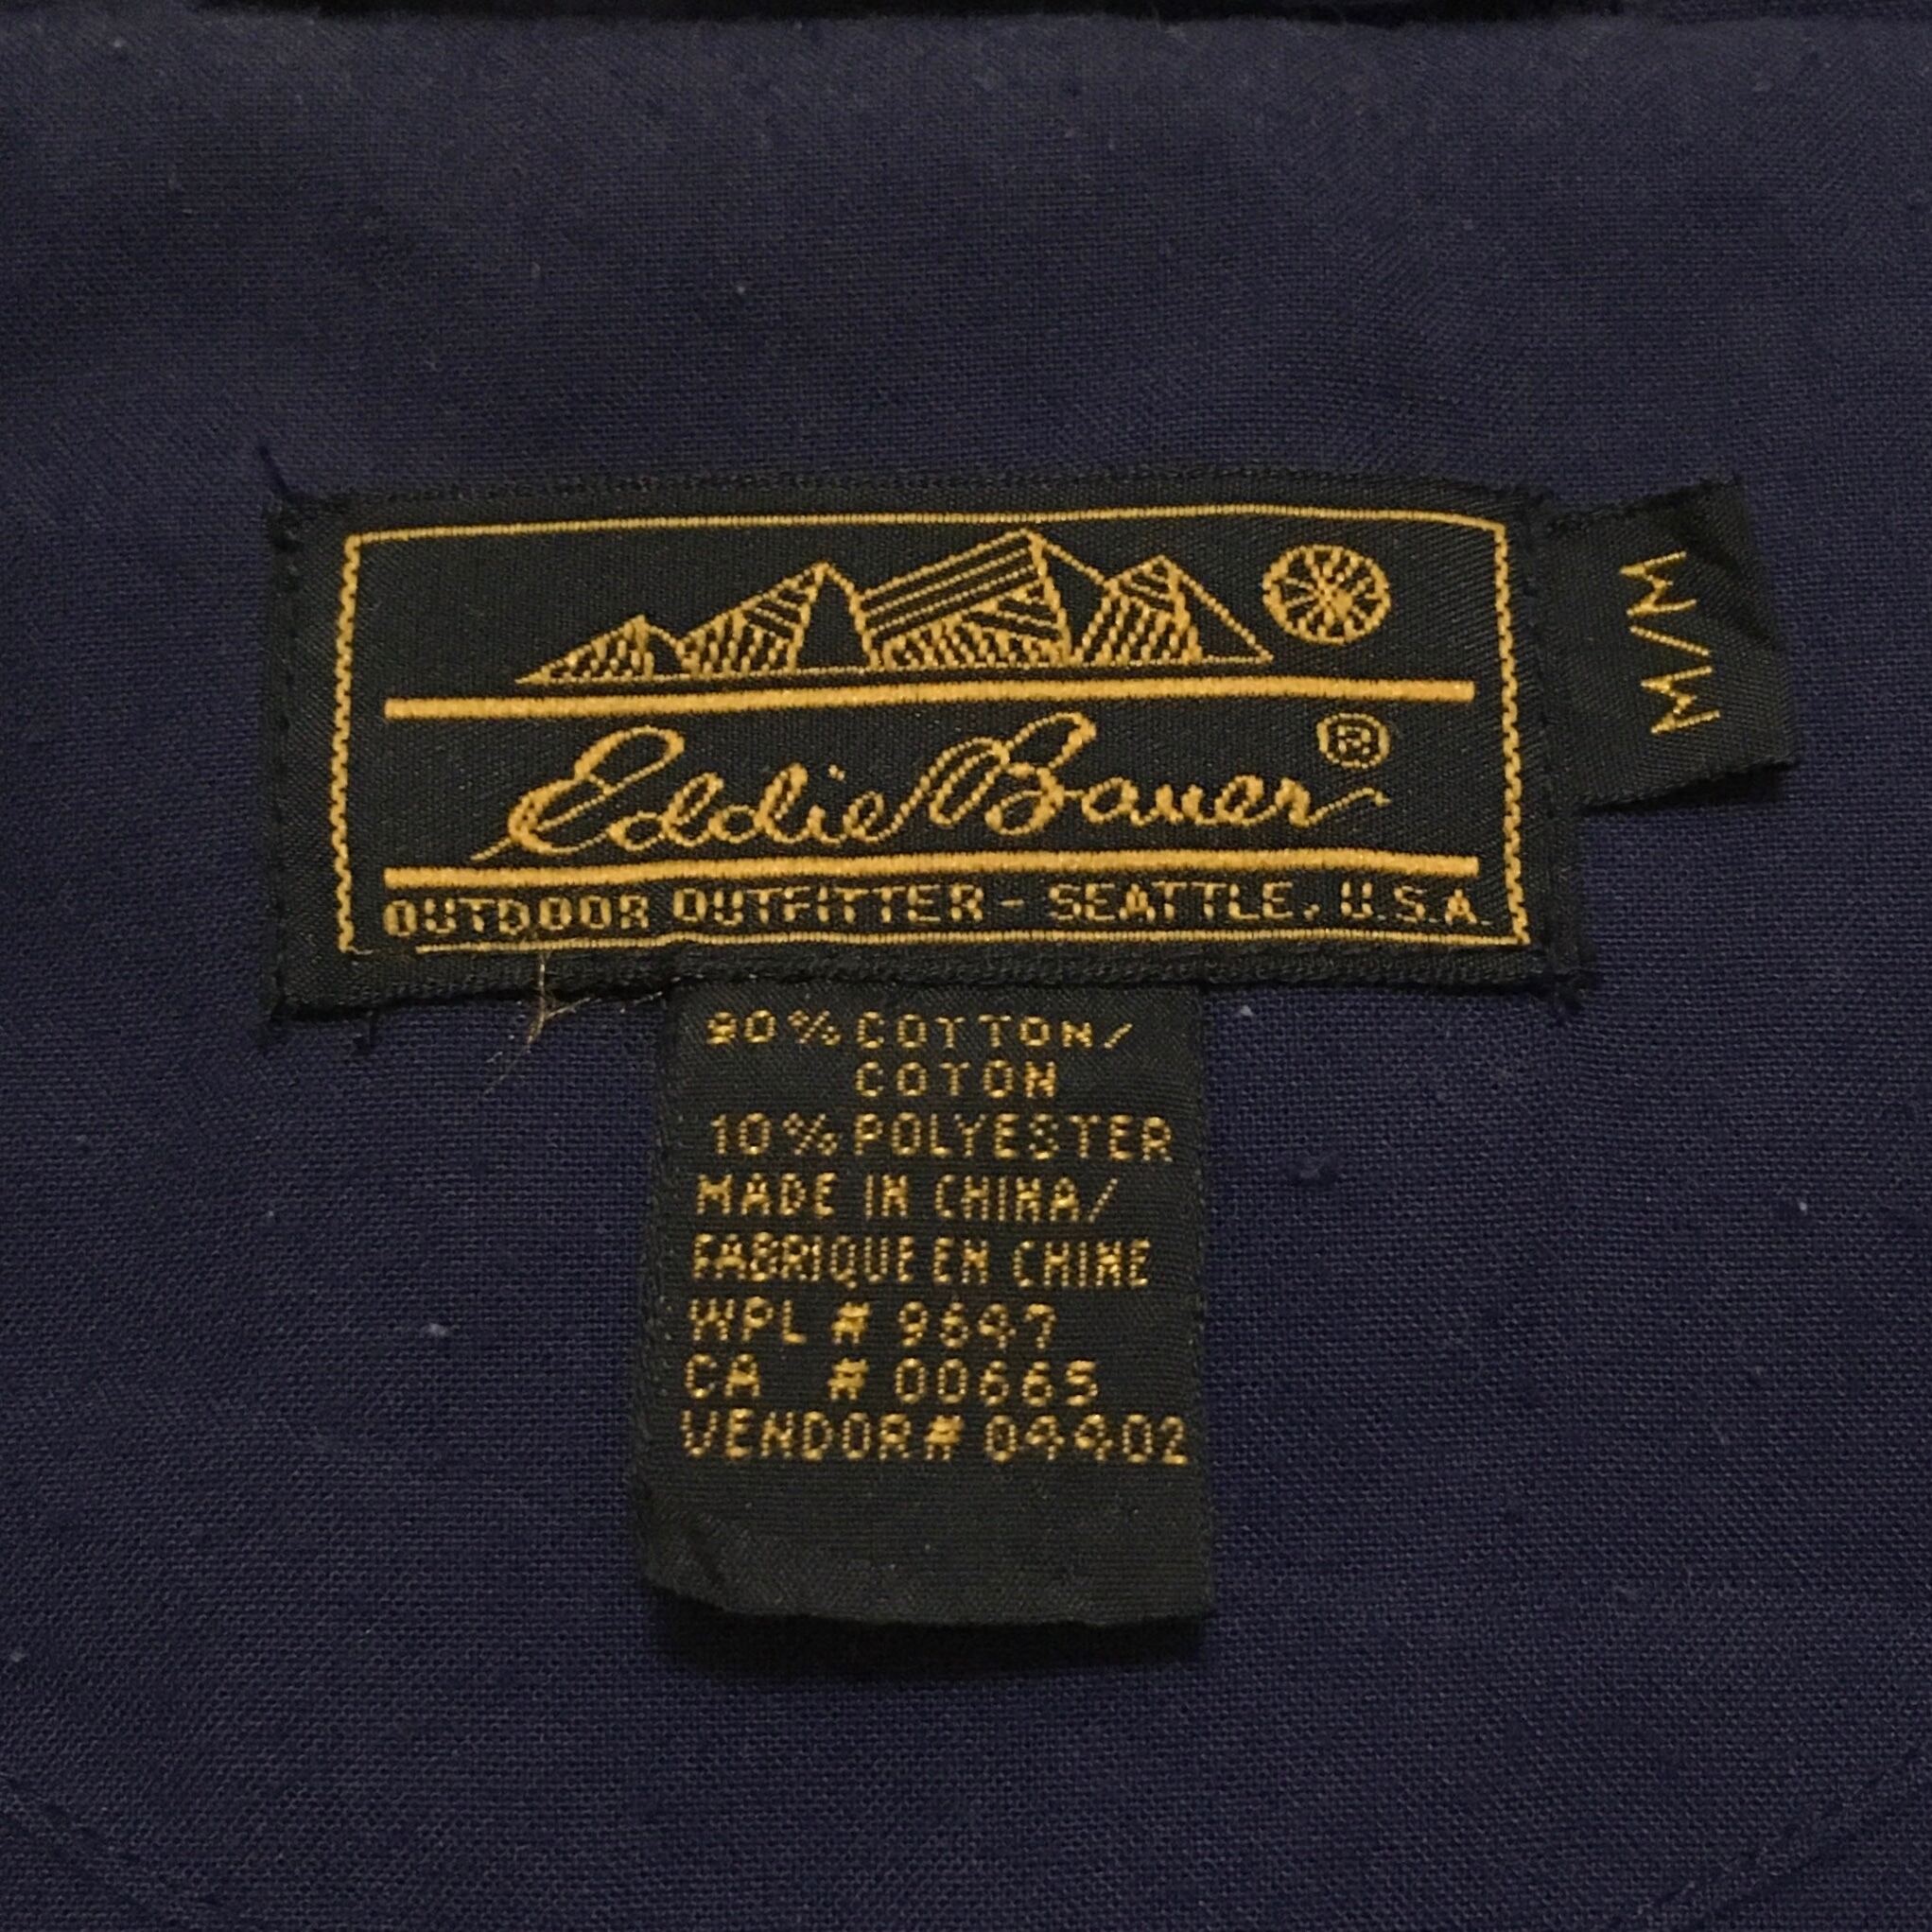 Eddie Bauer®
OUTDOOR OUTFITTER - SEATTLE, U.S.A.
M/M
90% COTTON/
COTON
10% POLYESTER
MADE IN CHINA/
FABRIQUE EN CHINE
WPL # 9647
CA # 00665
VENDOR# 04402